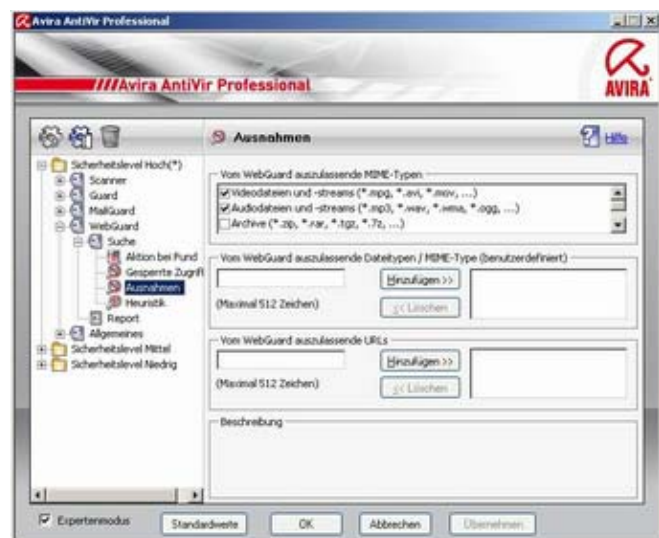 Avira AntiVir Professional
Avira AntiVir Professional
AVIRA
Ausnahmen
Hilfe
Sicherheitslevel Hoch(*)
Scanner
Guard
MailGuard
WebGuard
Suche
Aktion bei Fund
Gesperrte Zugrif
Ausnahmen
Heuristik
Report
Allgemeines
Sicherheitslevel Mittel
Sicherheitslevel Niedrig
Vom WebGuard auszulassende MIME-Typen
Videodateien und -streams (*.mpg, *.avi, *.mov, ...)
Audiodateien und -streams (*.mp3, *.wav, *.wma, *.ogg, ...)
Archive (*.zip, *.rar, *.tgz, *.7z, ...)
Vom WebGuard auszulassende Dateitypen / MIME-Type (benutzerdefiniert)
Hinzufügen >>
(Maximal 512 Zeichen)
<< Löschen
Vom WebGuard auszulassende URLs
Hinzufügen >>
(Maximal 512 Zeichen)
<< Löschen
Beschreibung
Expertenmodus
Standardwerte
OK
Abbrechen
Übernehmen